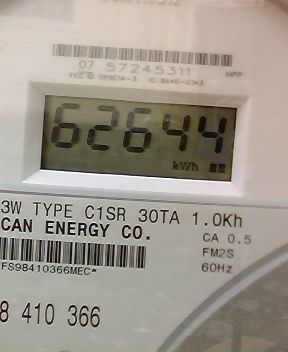 07 57245311
HPP
62644
kWh
3W TYPE C1SR 30TA 1.0Kh
CAN ENERGY CO.
CA 0.5
FM2S
60Hz
FS98410366MEC*
8 410 366